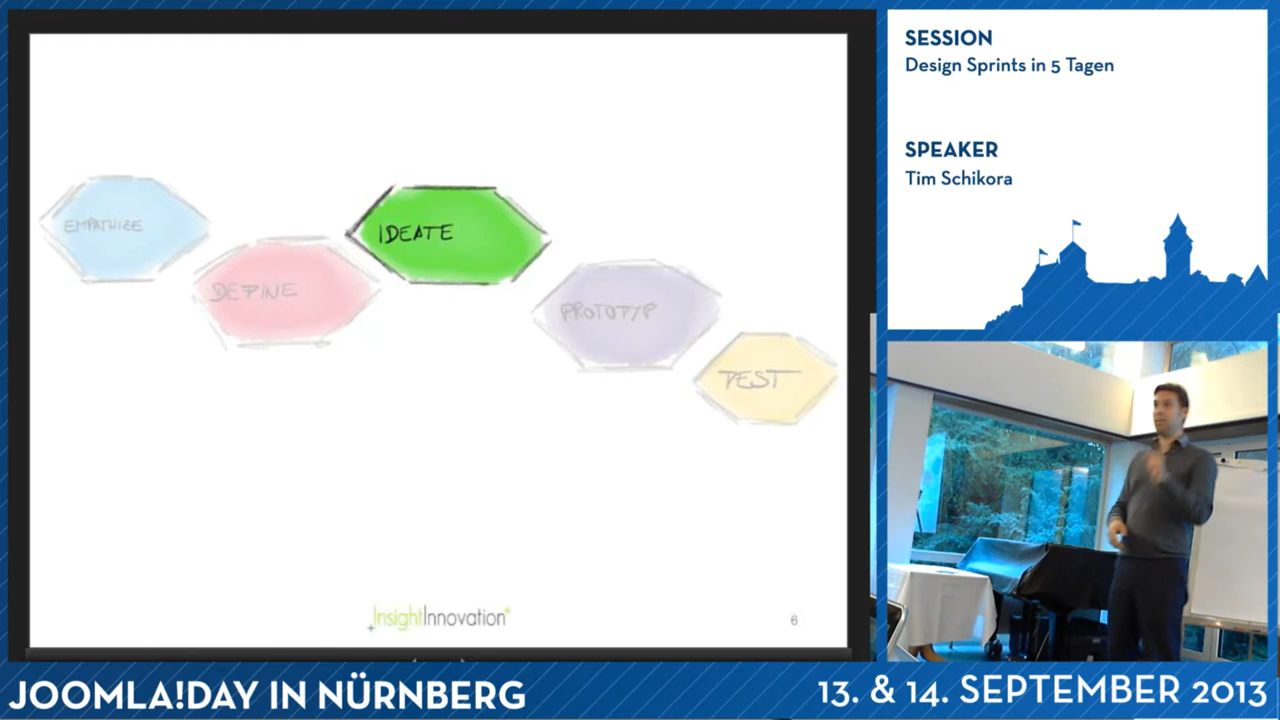 EMPATHIZE
DEFINE
IDEATE
PROTOTYP
TEST
InsightInnovation+
6
SESSION
Design Sprints in 5 Tagen
SPEAKER
Tim Schikora
JOOMLA!DAY IN NÜRNBERG
13. & 14. SEPTEMBER 2013